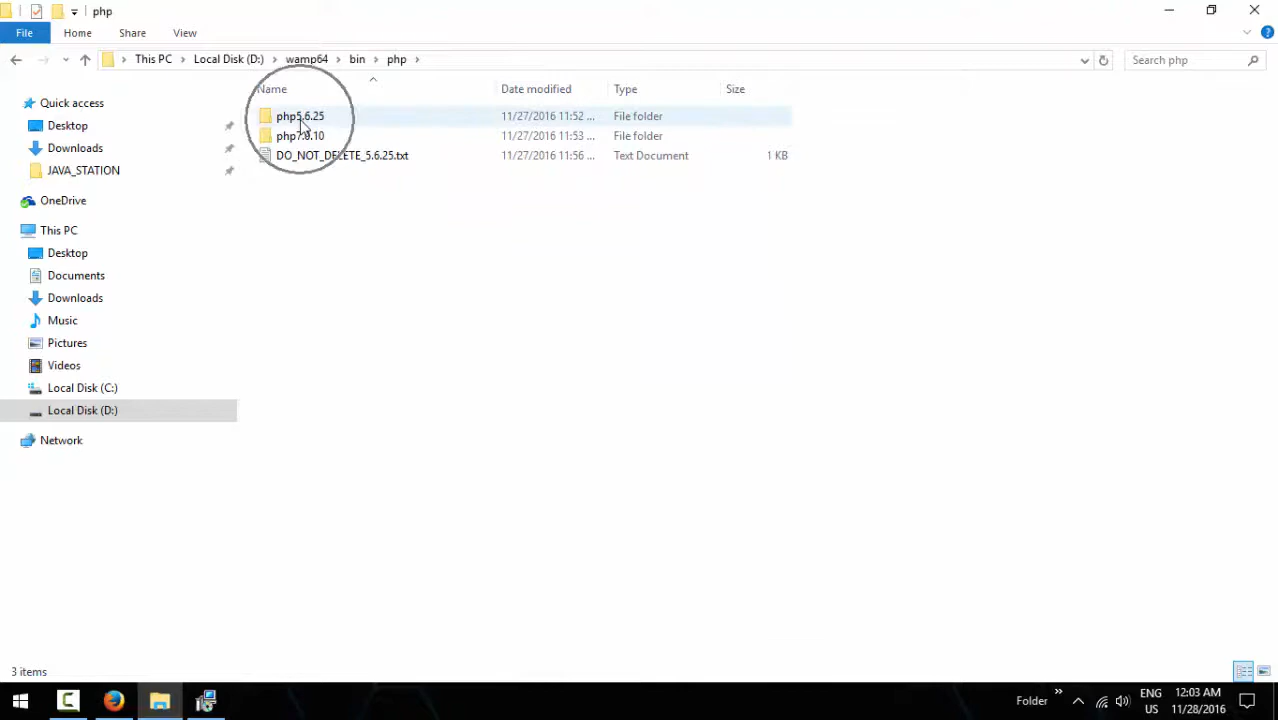 php
File Home Share View
This PC Local Disk (D:) wamp64 bin php
Search php
Name Date modified Type Size
php5.6.25 11/27/2016 11:52 ... File folder
11/27/2016 11:53 ... File folder
DO_NOT_DELETE_5.6.25.txt 11/27/2016 11:56 ... Text Document 1 KB
Quick access
Desktop
Downloads
JAVA_STATION
OneDrive
This PC
Desktop
Documents
Downloads
Music
Pictures
Videos
Local Disk (C:)
Local Disk (D:)
Network
3 items
Folder
ENG
US
12:03 AM
11/28/2016